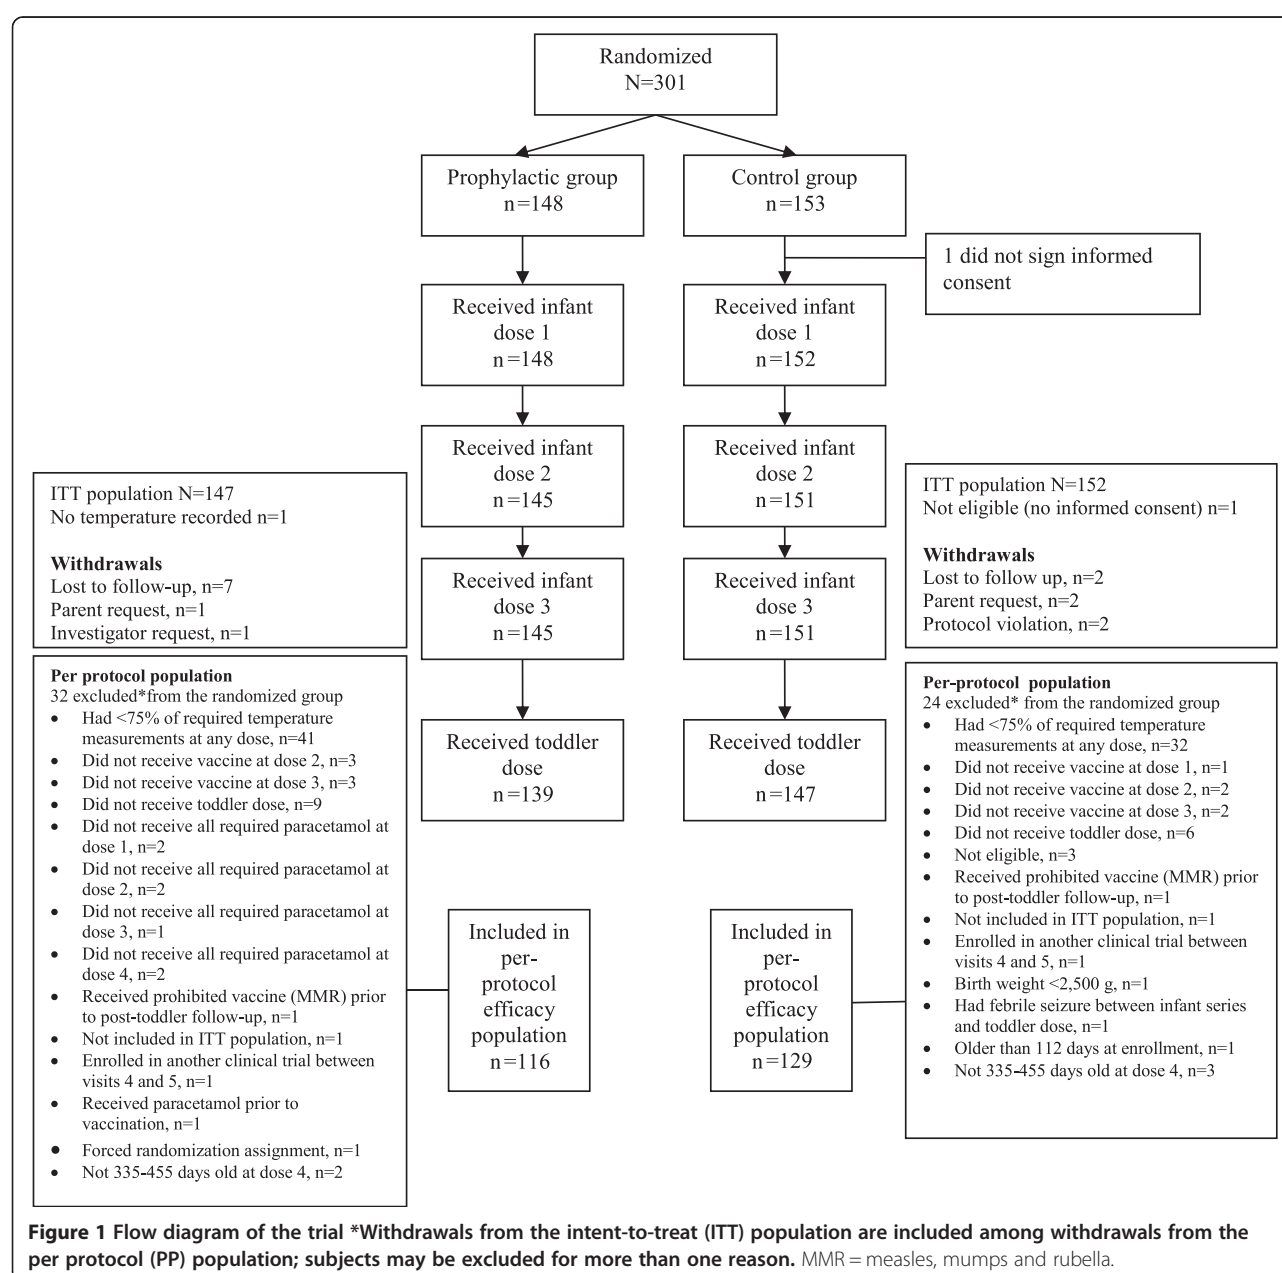 Randomized
N=301
Prophylactic group
n=148
Control group
n=153
1 did not sign informed
consent
Received infant
dose 1
n=148
Received infant
dose 1
n=152
Received infant
dose 2
n=145
Received infant
dose 2
n=151
ITT population N=147
No temperature recorded n=1
Withdrawals
Lost to follow-up, n=7
Parent request, n=1
Investigator request, n=1
ITT population N=152
Not eligible (no informed consent) n=1
Withdrawals
Lost to follow up, n=2
Parent request, n=2
Protocol violation, n=2
Received infant
dose 3
n=145
Received infant
dose 3
n=151
Per protocol population
32 excluded*from the randomized group
• Had <75% of required temperature
measurements at any dose, n=41
• Did not receive vaccine at dose 2, n=3
• Did not receive vaccine at dose 3, n=3
• Did not receive toddler dose, n=9
• Did not receive all required paracetamol at
dose 1, n=2
• Did not receive all required paracetamol at
dose 2, n=2
• Did not receive all required paracetamol at
dose 3, n=1
• Did not receive all required paracetamol at
dose 4, n=2
• Received prohibited vaccine (MMR) prior
to post-toddler follow-up, n=1
• Not included in ITT population, n=1
• Enrolled in another clinical trial between
visits 4 and 5, n=1
• Received paracetamol prior to
vaccination, n=1
• Forced randomization assignment, n=1
• Not 335-455 days old at dose 4, n=2
Received toddler
dose
n=139
Received toddler
dose
n=147
Per-protocol population
24 excluded* from the randomized group
• Had <75% of required temperature
measurements at any dose, n=32
• Did not receive vaccine at dose 1, n=1
• Did not receive vaccine at dose 2, n=2
• Did not receive vaccine at dose 3, n=2
• Did not receive toddler dose, n=6
• Not eligible, n=3
• Received prohibited vaccine (MMR) prior
to post-toddler follow-up, n=1
• Not included in ITT population, n=1
• Enrolled in another clinical trial between
visits 4 and 5, n=1
• Birth weight <2,500 g, n=1
• Had febrile seizure between infant series
and toddler dose, n=1
• Older than 112 days at enrollment, n=1
• Not 335-455 days old at dose 4, n=3
Included in
per-
protocol
efficacy
population
n=116
Included in
per-
protocol
efficacy
population
n=129
Figure 1 Flow diagram of the trial *Withdrawals from the intent-to-treat (ITT) population are included among withdrawals from the
per protocol (PP) population; subjects may be excluded for more than one reason. MMR = measles, mumps and rubella.